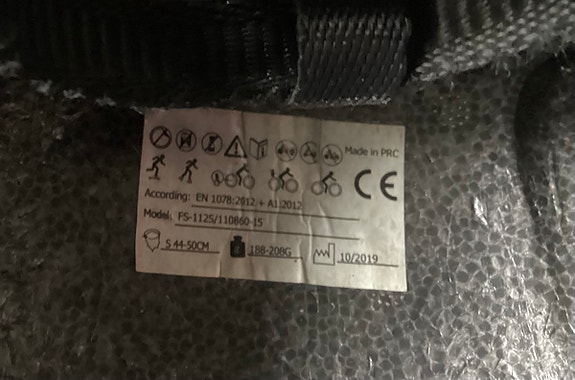 Made in PRC
CE
According: EN 1078:2012 + A1:2012
Model: FS-112S/110860-15
S 44-50CM 188-208G 10/2019